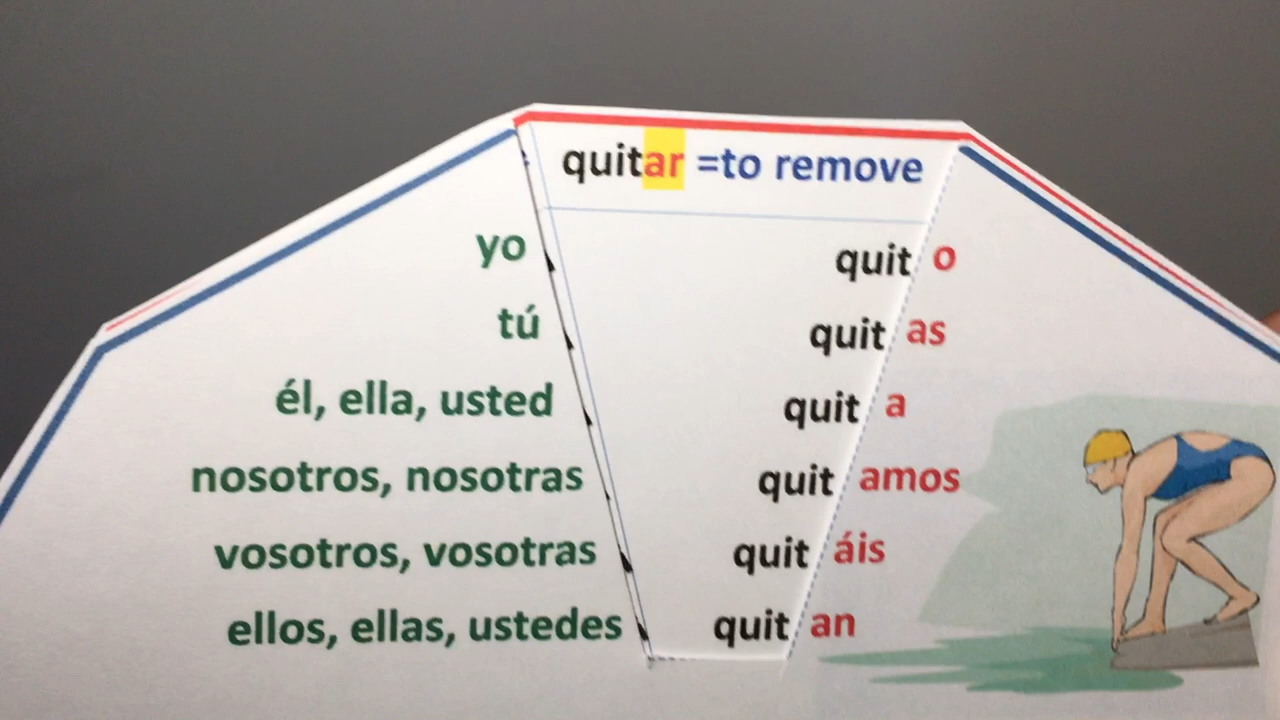 quitar =to remove
yo quit o
tú quit as
él, ella, usted quit a
nosotros, nosotras quit amos
vosotros, vosotras quit áis
ellos, ellas, ustedes quit an